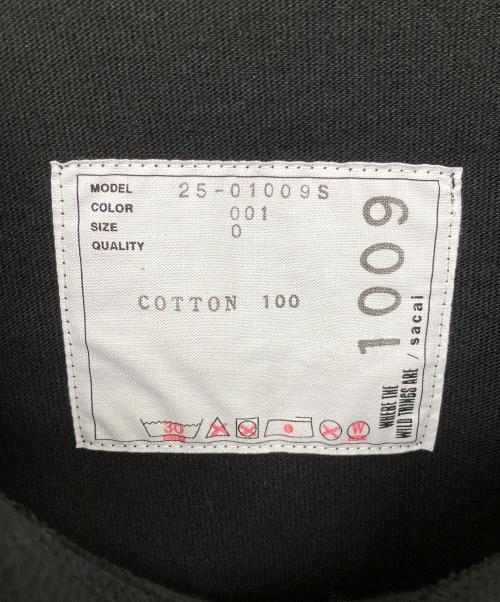 MODEL 25-01009S
COLOR 001
SIZE 0
QUALITY
COTTON 100
1009
WHERE THE
WILD THINGS ARE / sacai
30
W